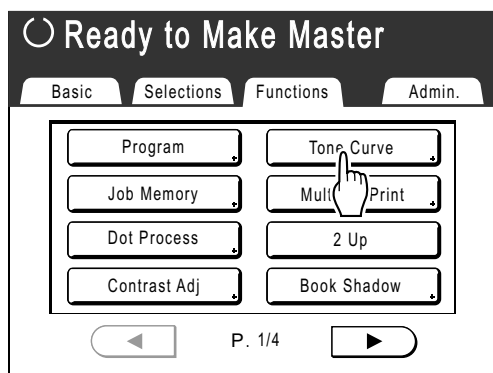 Ready to Make Master
Basic Selections Functions Admin.
Program Tone Curve
Job Memory Mult Print
Dot Process 2 Up
Contrast Adj Book Shadow
P. 1/4